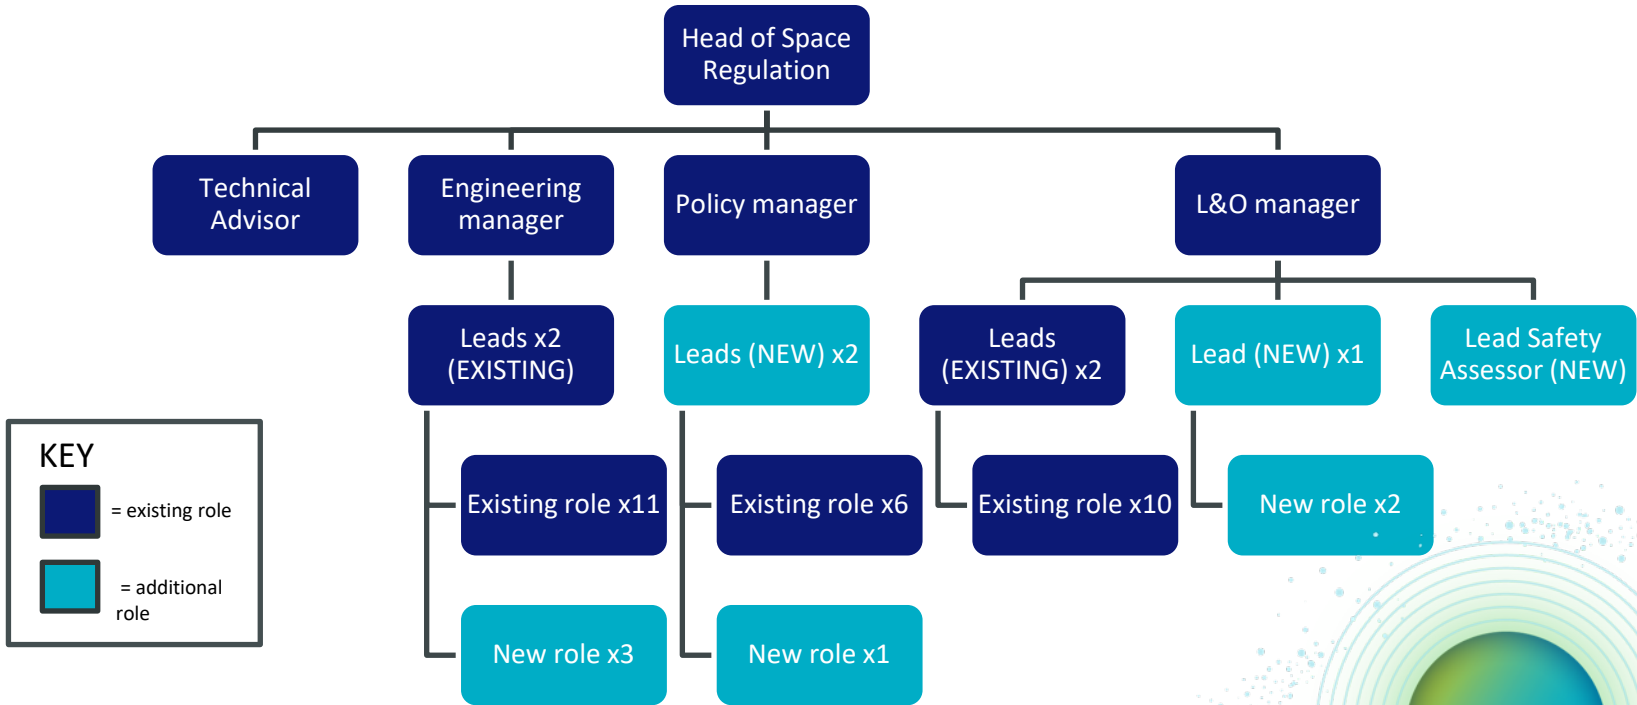 Head of Space
Regulation
Technical
Advisor
Engineering
manager
Policy manager
L&O manager
Leads x2
(EXISTING)
Leads (NEW) x2
Leads
(EXISTING) x2
Lead (NEW) x1
Lead Safety
Assessor (NEW)
Existing role x11
Existing role x6
Existing role x10
New role x2
New role x3
New role x1
KEY
= existing role
= additional
role